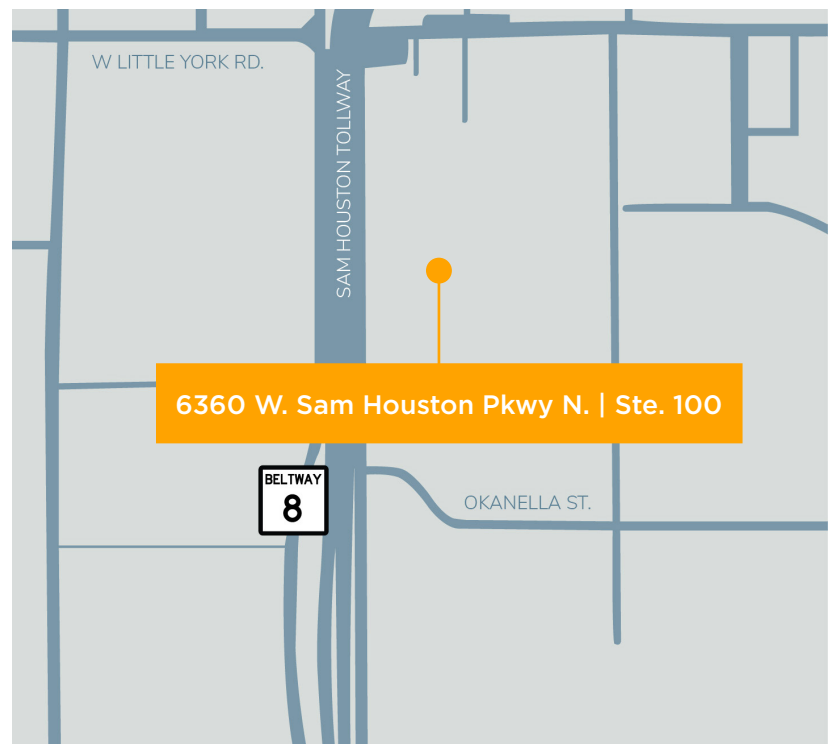 W LITTLE YORK RD.
SAM HOUSTON TOLLWAY
6360 W. Sam Houston Pkwy N. | Ste. 100
BELTWAY
8
OKANELLA ST.